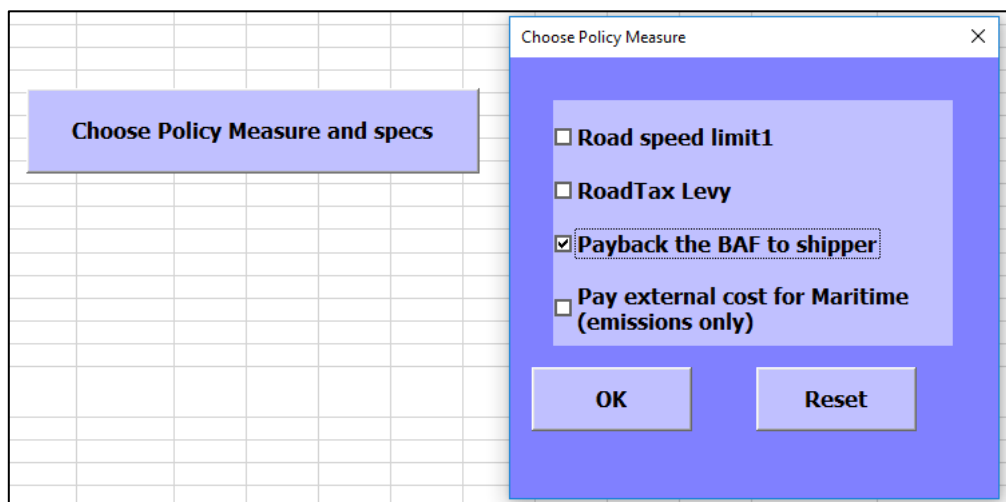 Choose Policy Measure
Choose Policy Measure and specs
Road speed limit1
RoadTax Levy
Payback the BAF to shipper
Pay external cost for Maritime
(emissions only)
OK
Reset